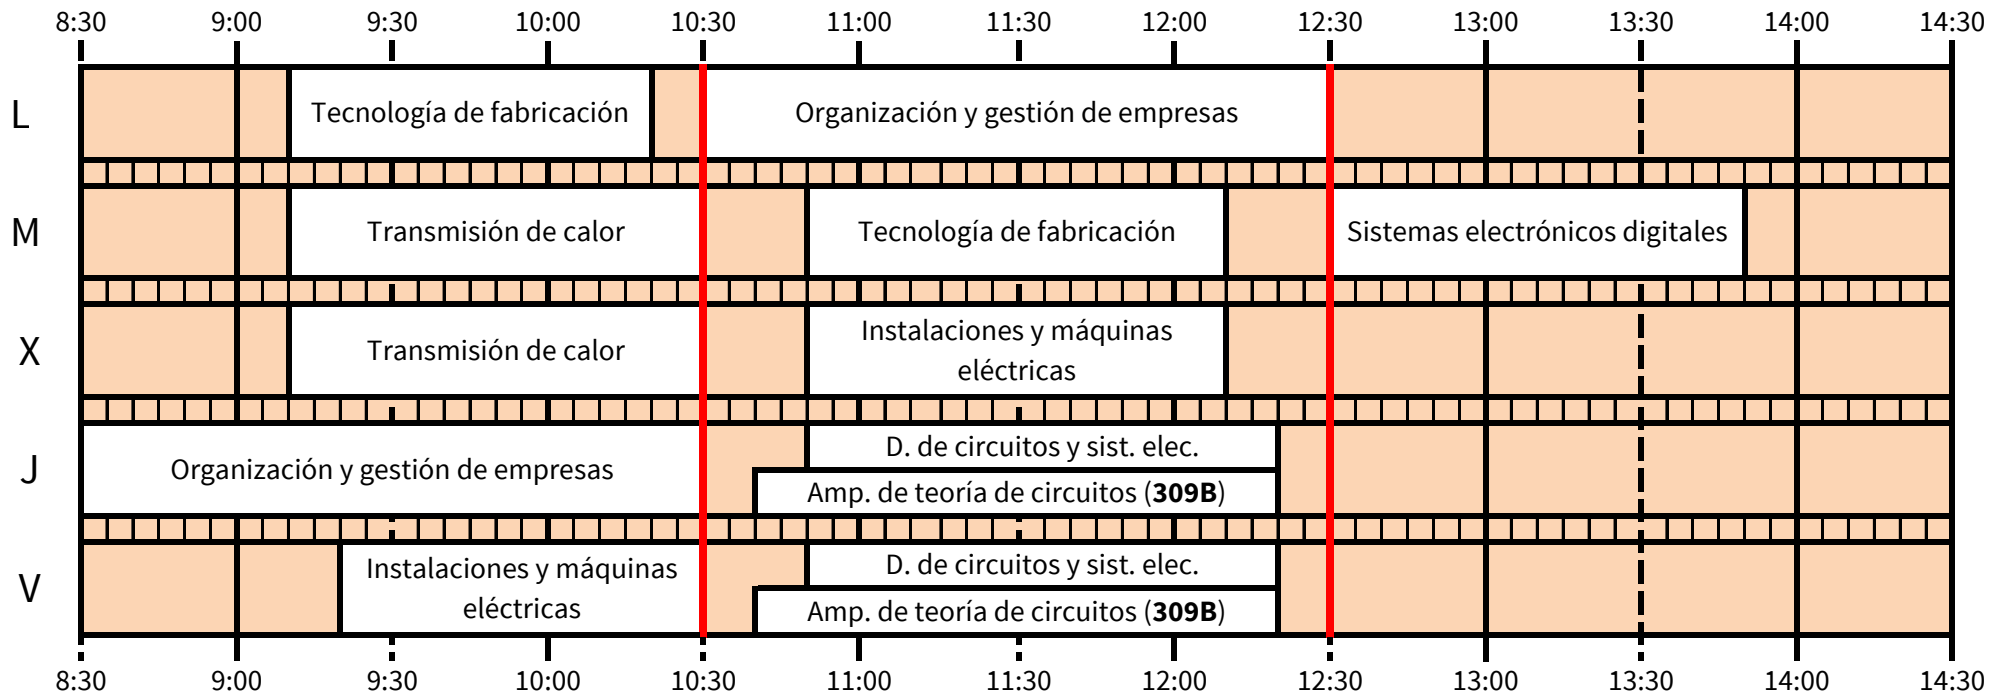 8:30 9:00 9:30 10:00 10:30 11:00 11:30 12:00 12:30 13:00 13:30 14:00 14:30
L Tecnología de fabricación Organización y gestión de empresas
M Transmisión de calor Tecnología de fabricación Sistemas electrónicos digitales
X Transmisión de calor Instalaciones y máquinas
eléctricas
J Organización y gestión de empresas D. de circuitos y sist. elec.
Amp. de teoría de circuitos (309B)
V Instalaciones y máquinas
eléctricas
D. de circuitos y sist. elec.
Amp. de teoría de circuitos (309B)
8:30 9:00 9:30 10:00 10:30 11:00 11:30 12:00 12:30 13:00 13:30 14:00 14:30